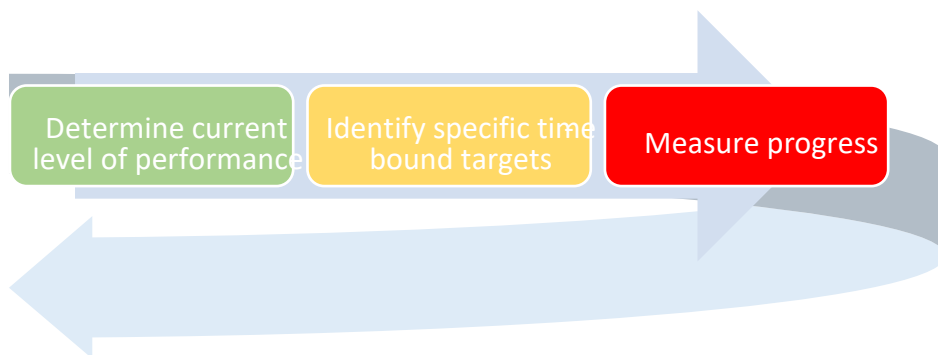 Determine current
level of performance
Identify specific time
bound targets
Measure progress